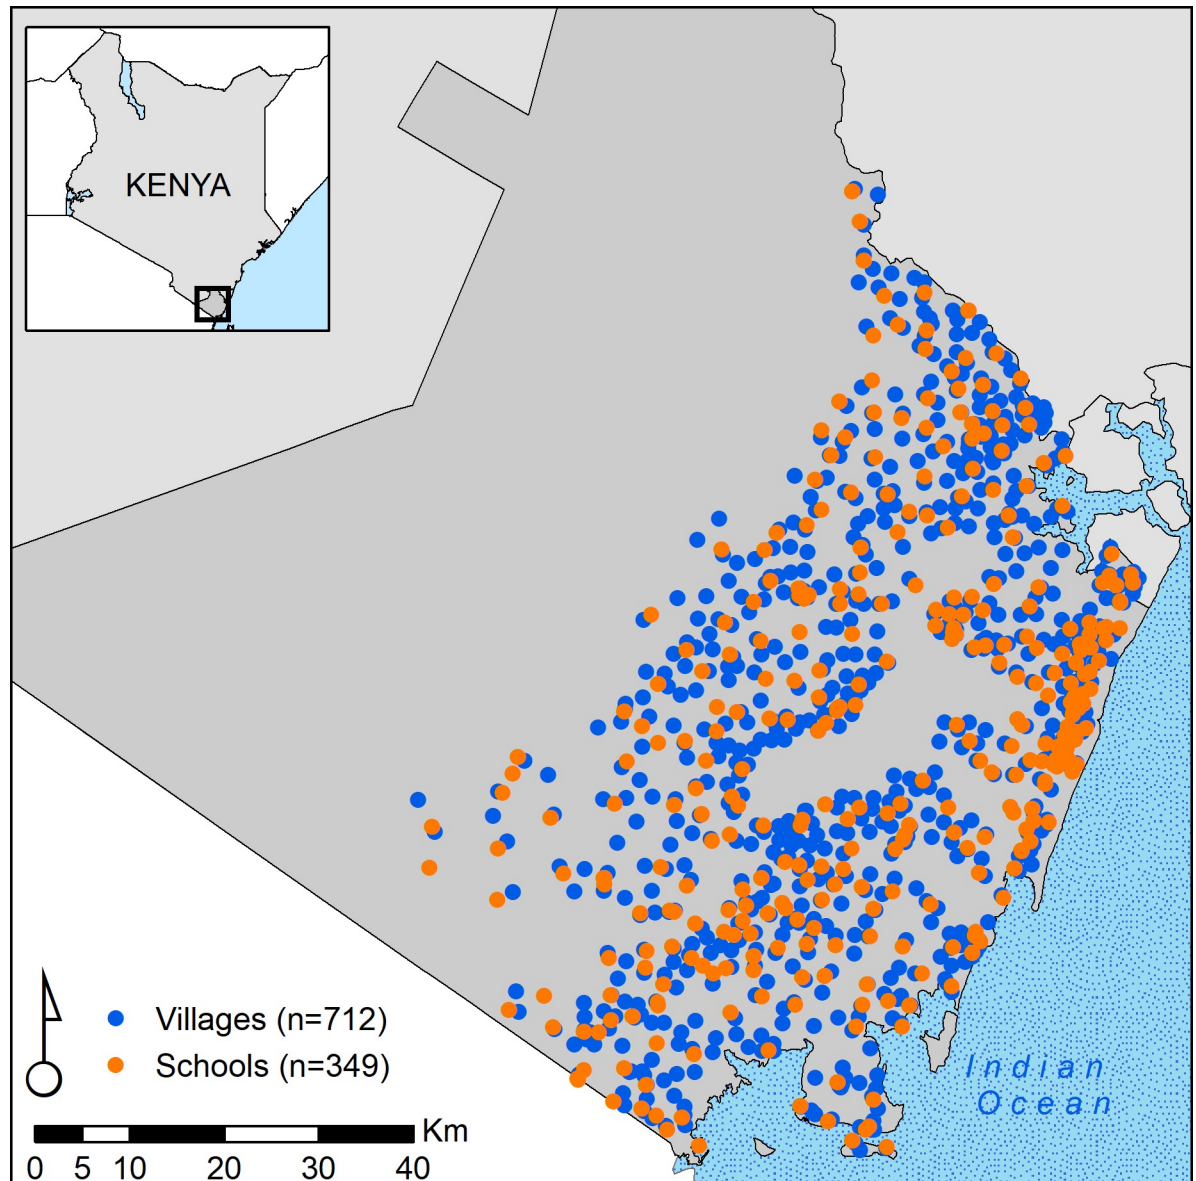 KENYA
Villages (n=712)
Schools (n=349)
Indian
Ocean
Km
0 5 10 20 30 40